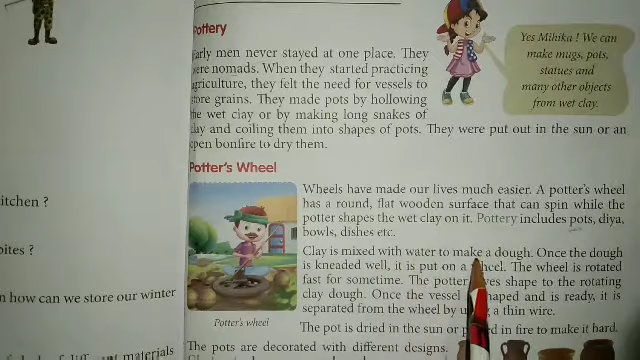 Pottery
Early men never stayed at one place. They
were nomads. When they started practicing
agriculture, they felt the need for vessels to
store grains. They made pots by hollowing
the wet clay or by making long snakes of
clay and coiling them into shapes of pots. They were put out in the sun or an
open bonfire to dry them.
Yes Mihika ! We can
make mugs, pots,
statues and
many other objects
from wet clay.
Potter's Wheel
Wheels have made our lives much easier. A potter's wheel
has a round, flat wooden surface that can spin while the
potter shapes the wet clay on it. Pottery includes pots, diya,
bowls, dishes etc.
Clay is mixed with water to make a dough. Once the dough
is kneaded well, it is put on a wheel. The wheel is rotated
fast for sometime. The potter gives shape to the rotating
clay dough. Once the vessel shaped and is ready, it is
separated from the wheel by a thin wire.
The pot is dried in the sun or in fire to make it hard.
Potter's wheel
The pots are decorated with different designs.
kitchen ?
n how can we store our winter
materials